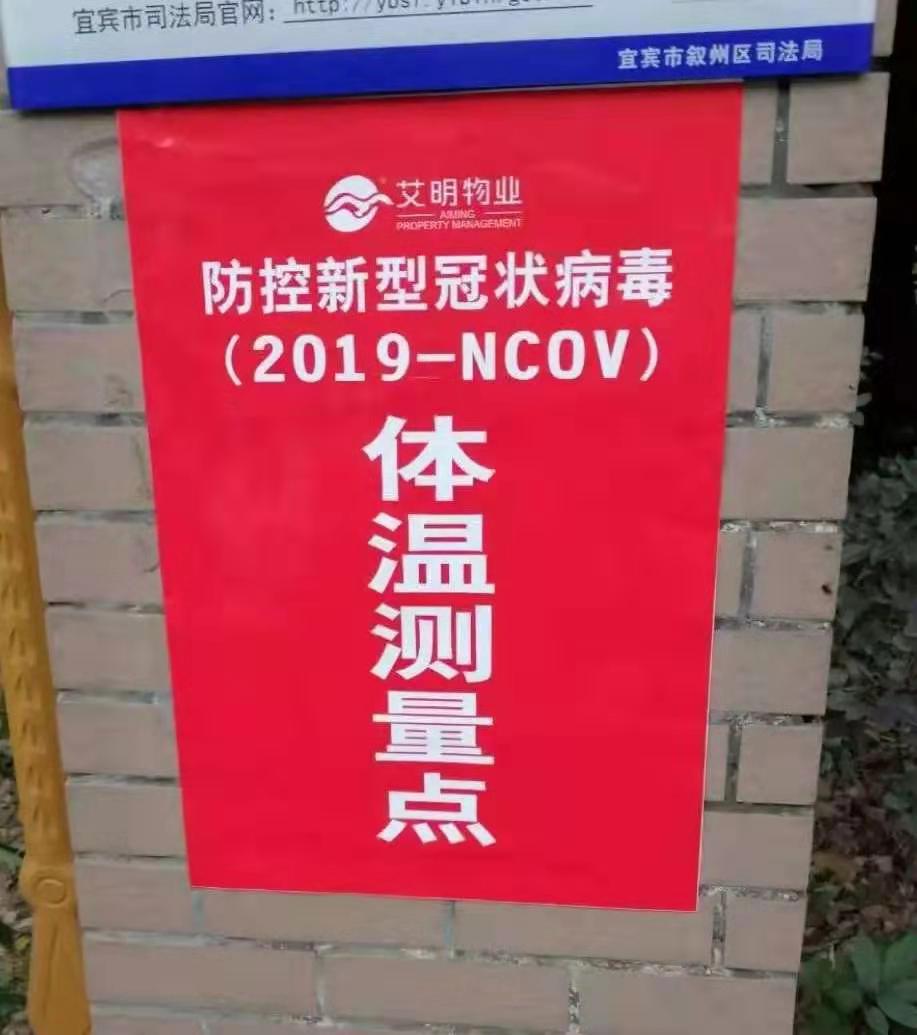 宜宾市司法局官网：
宜宾市叙州区司法局
艾明物业
AIMING
PROPERTY MANAGEMENT
防控新型冠状病毒
（2019—NCOV）
体
温
测
量
点